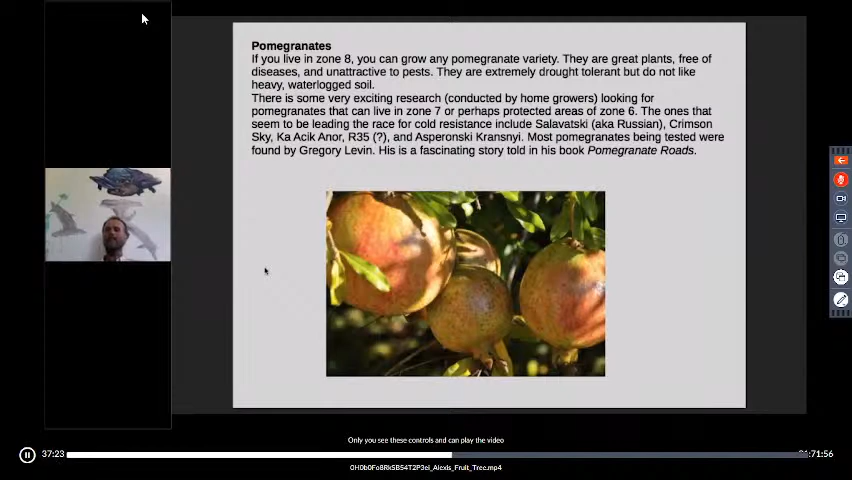 Pomegranates
If you live in zone 8, you can grow any pomegranate variety. They are great plants, free of
diseases, and unattractive to pests. They are extremely drought tolerant but do not like
heavy, waterlogged soil.
There is some very exciting research (conducted by home growers) looking for
pomegranates that can live in zone 7 or perhaps protected areas of zone 6. The ones that
seem to be leading the race for cold resistance include Salavatski (aka Russian), Crimson
Sky, Ka Acik Anor, R35 (?), and Asperonski Kransnyi. Most pomegranates being tested were
found by Gregory Levin. His is a fascinating story told in his book Pomegranate Roads.
Only you see these controls and can play the video
37:23